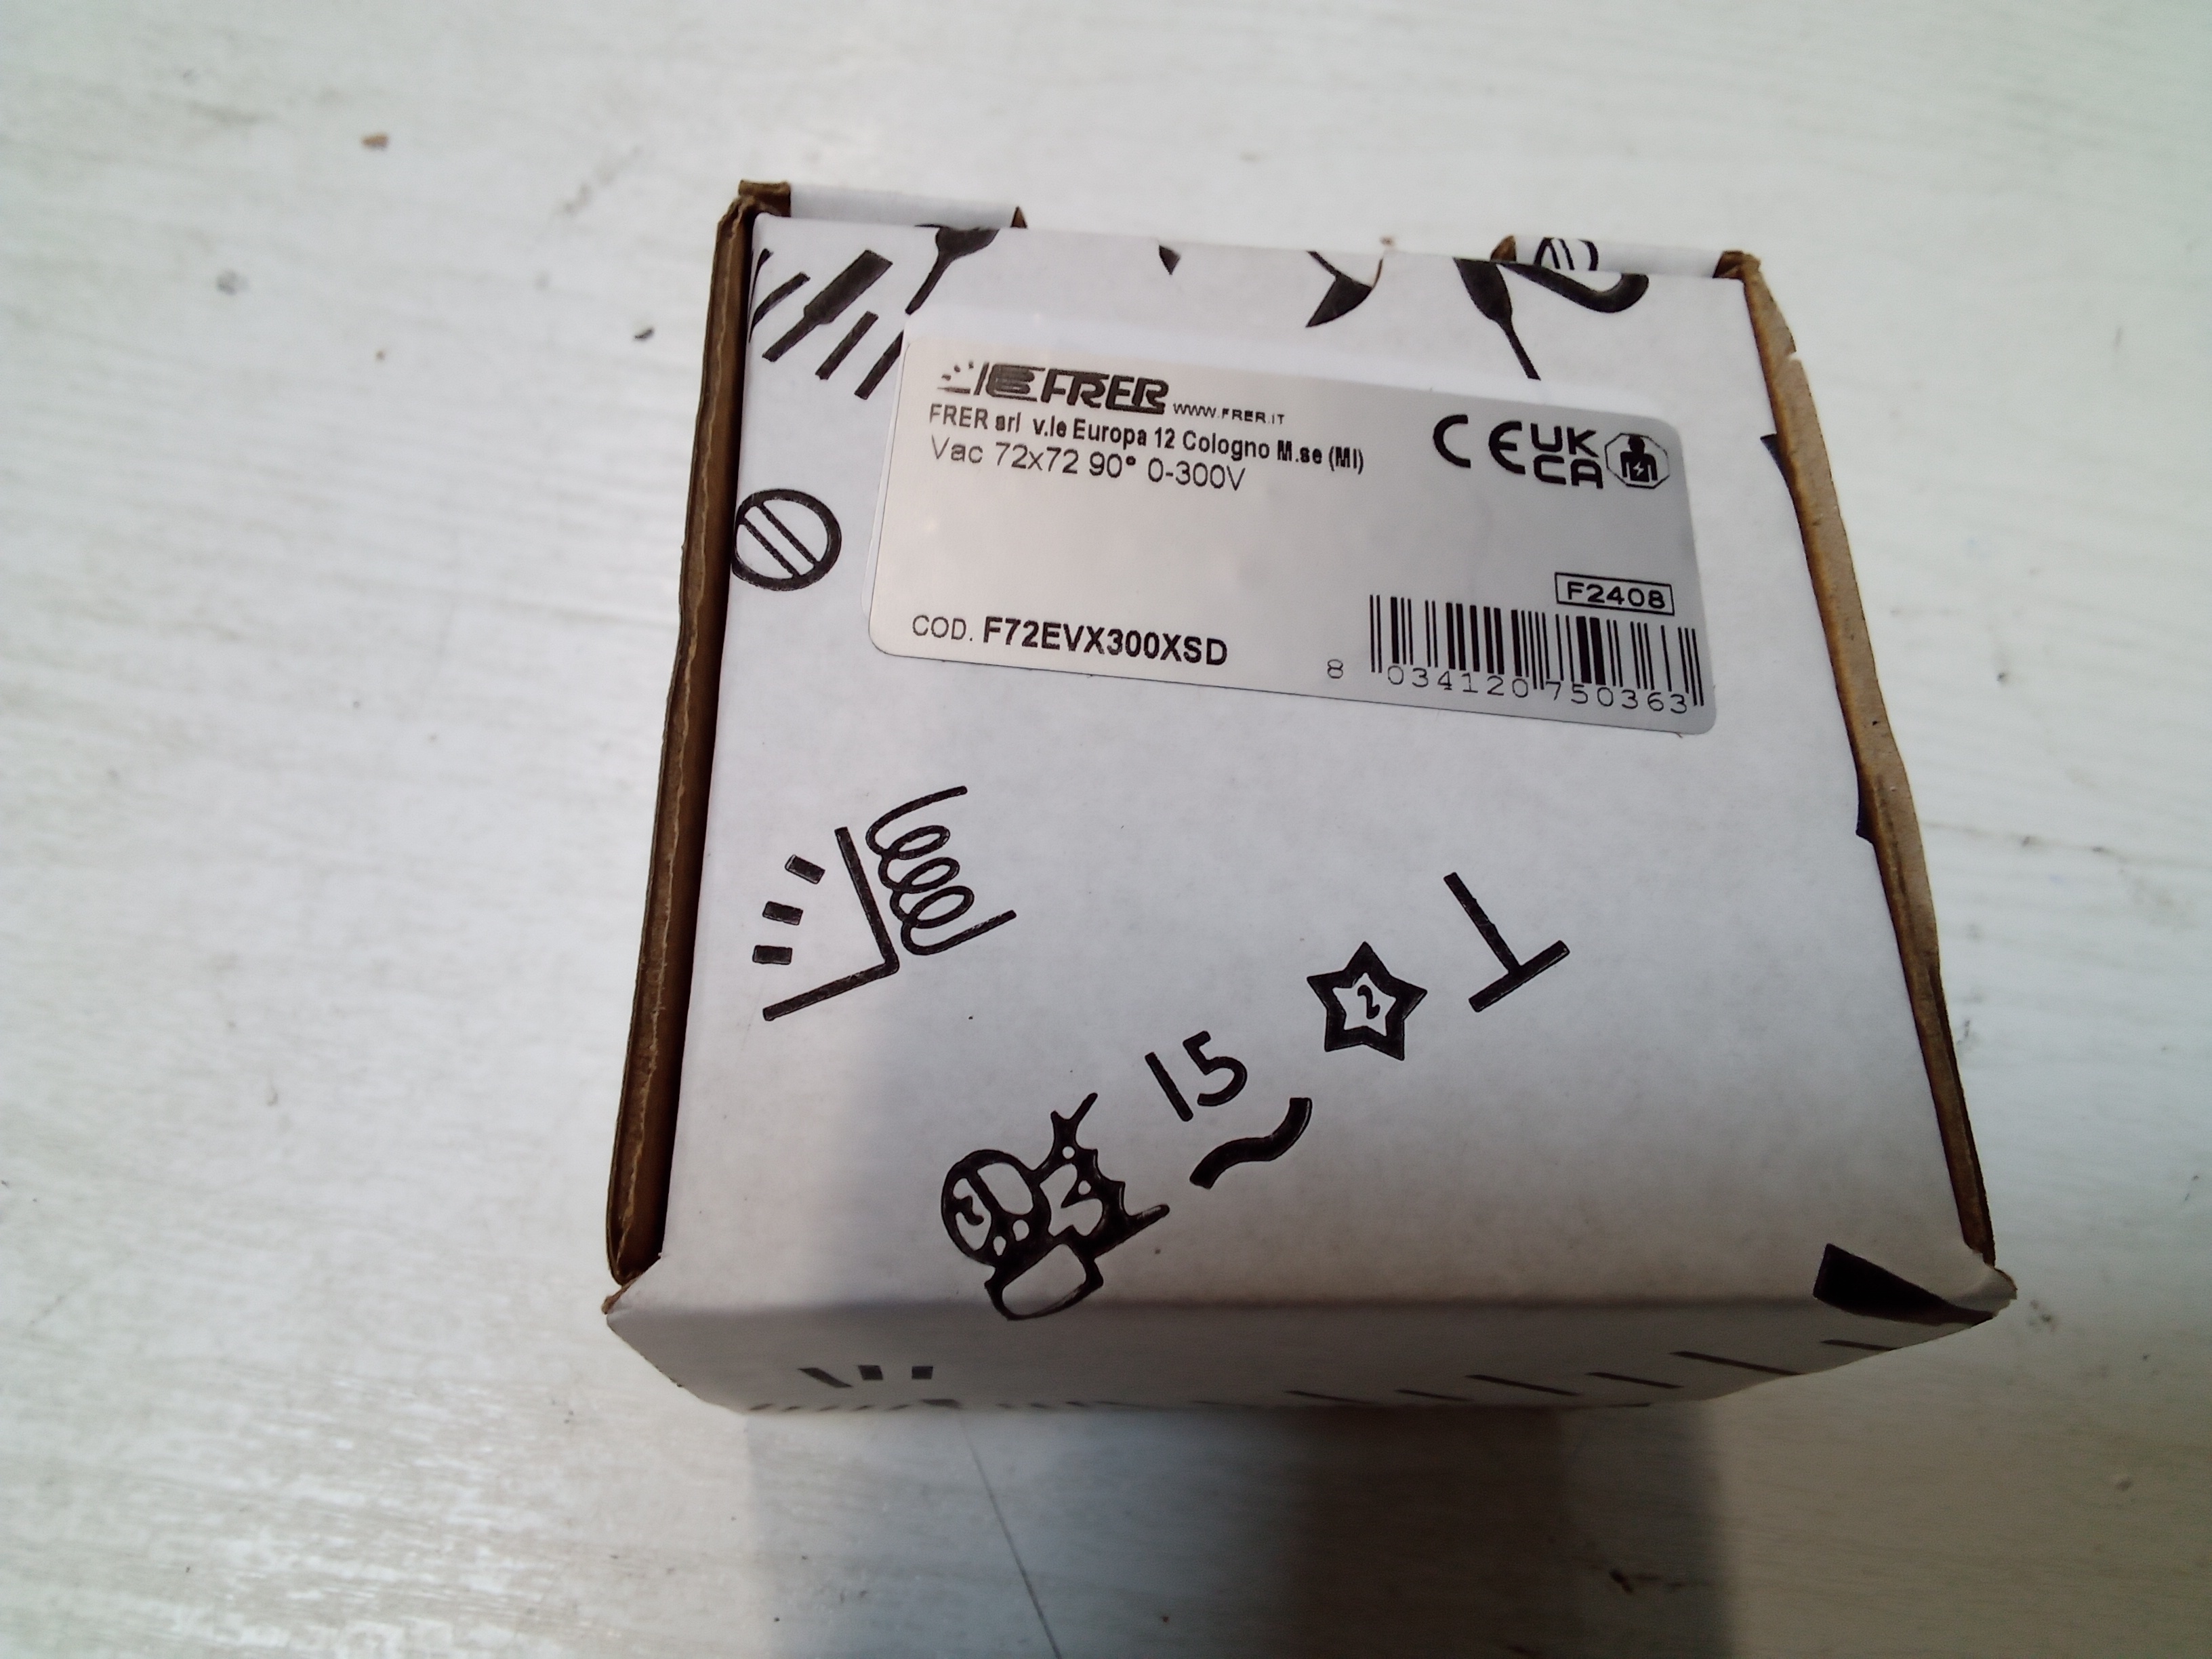 FRER WWW.FRER.IT
FRER srl v.le Europa 12 Cologno M.se (MI)
Vac 72x72 90° 0-300V
CE UK CA
F2408
COD. F72EVX300XSD
8 034120 750363
2
15